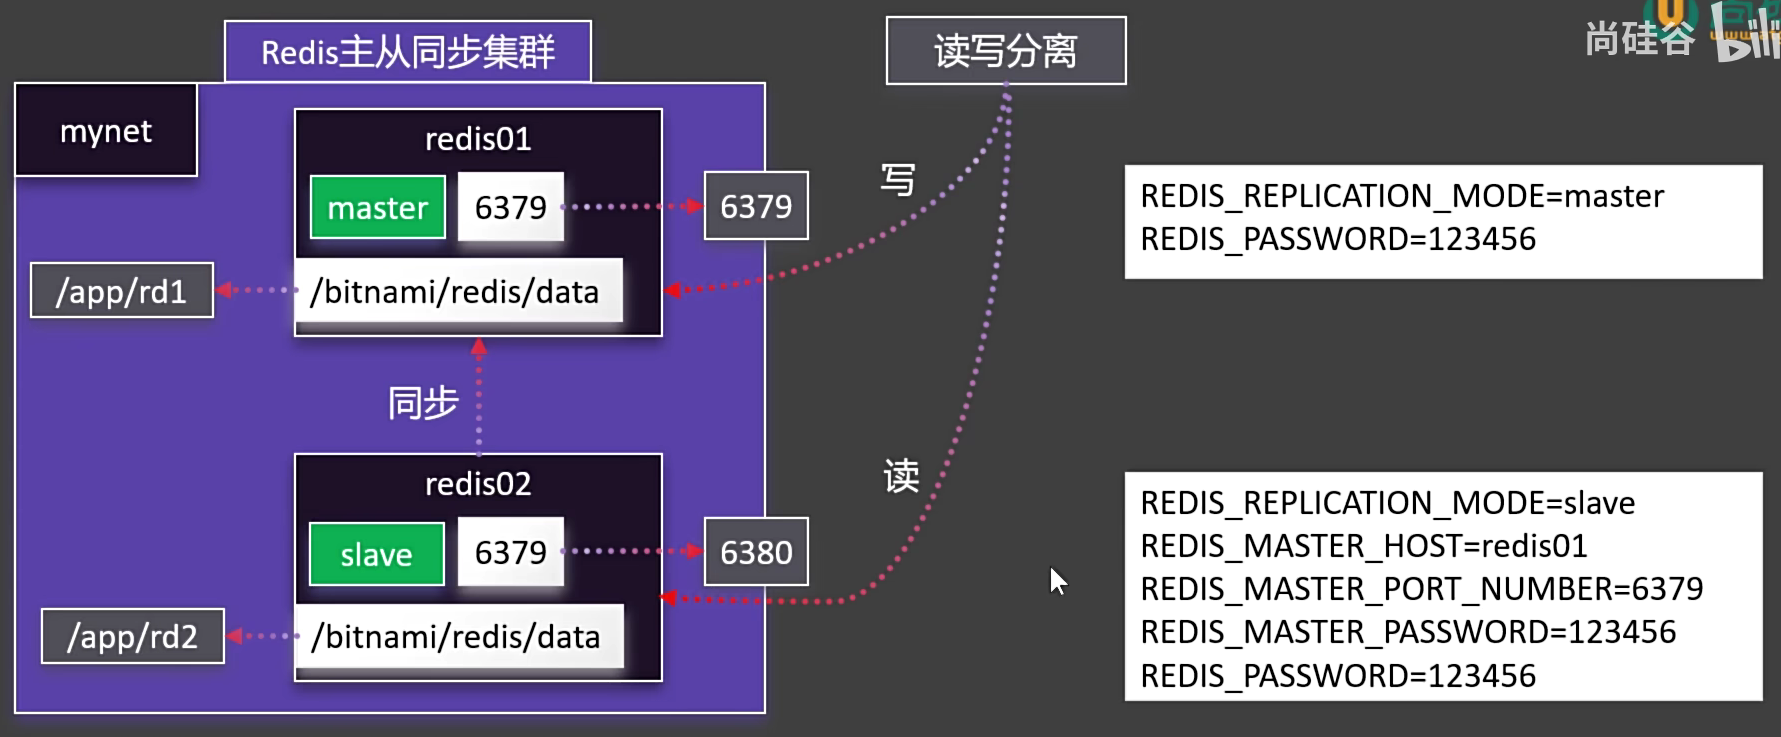 Redis主从同步集群
读写分离
尚硅谷
bili
mynet
redis01
master
6379
6379
/app/rd1
/bitnami/redis/data
写
REDIS_REPLICATION_MODE=master
REDIS_PASSWORD=123456
同步
redis02
slave
6379
6380
/app/rd2
/bitnami/redis/data
读
REDIS_REPLICATION_MODE=slave
REDIS_MASTER_HOST=redis01
REDIS_MASTER_PORT_NUMBER=6379
REDIS_MASTER_PASSWORD=123456
REDIS_PASSWORD=123456